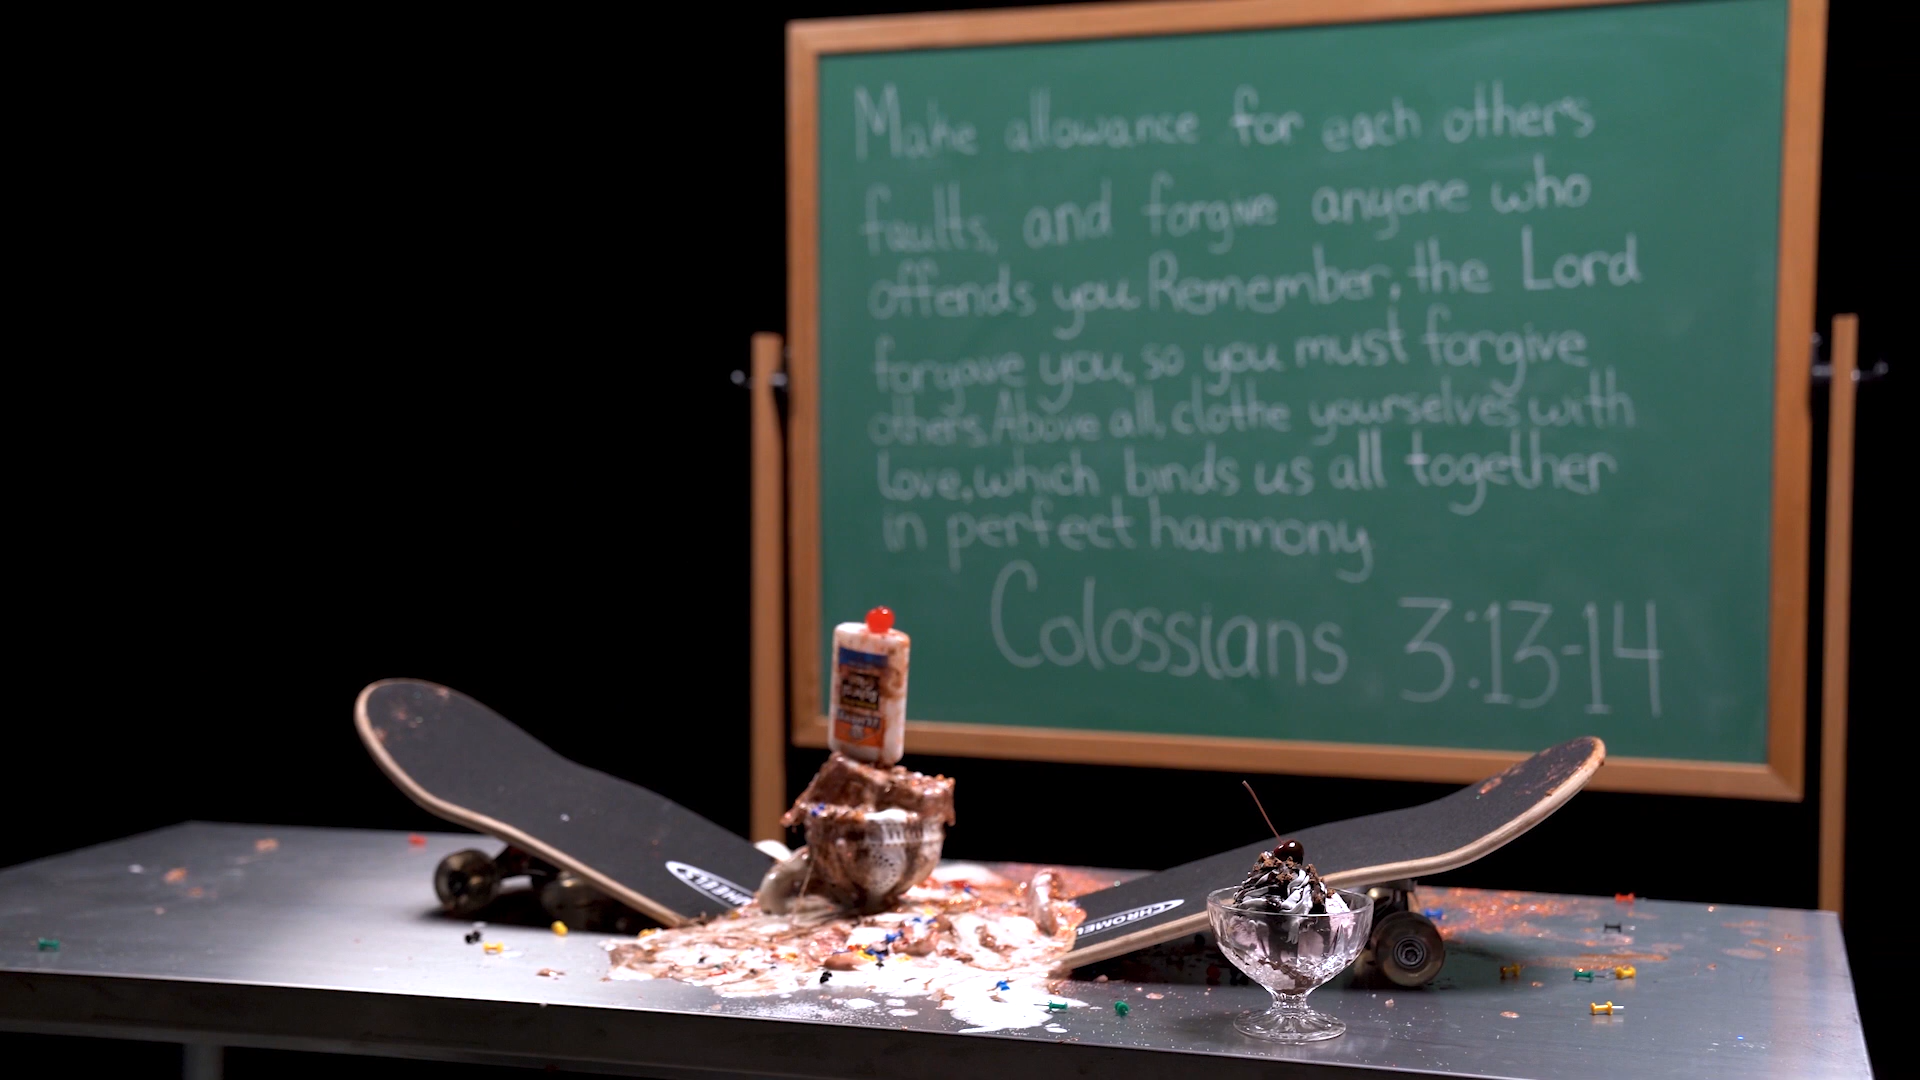 Make allowance for each others
faults, and forgive anyone who
offends you Remember, the Lord
forgave you, so you must forgive
others. Above all, clothe yourselves with
love, which binds us all together
in perfect harmony
Colossians 3:13-14